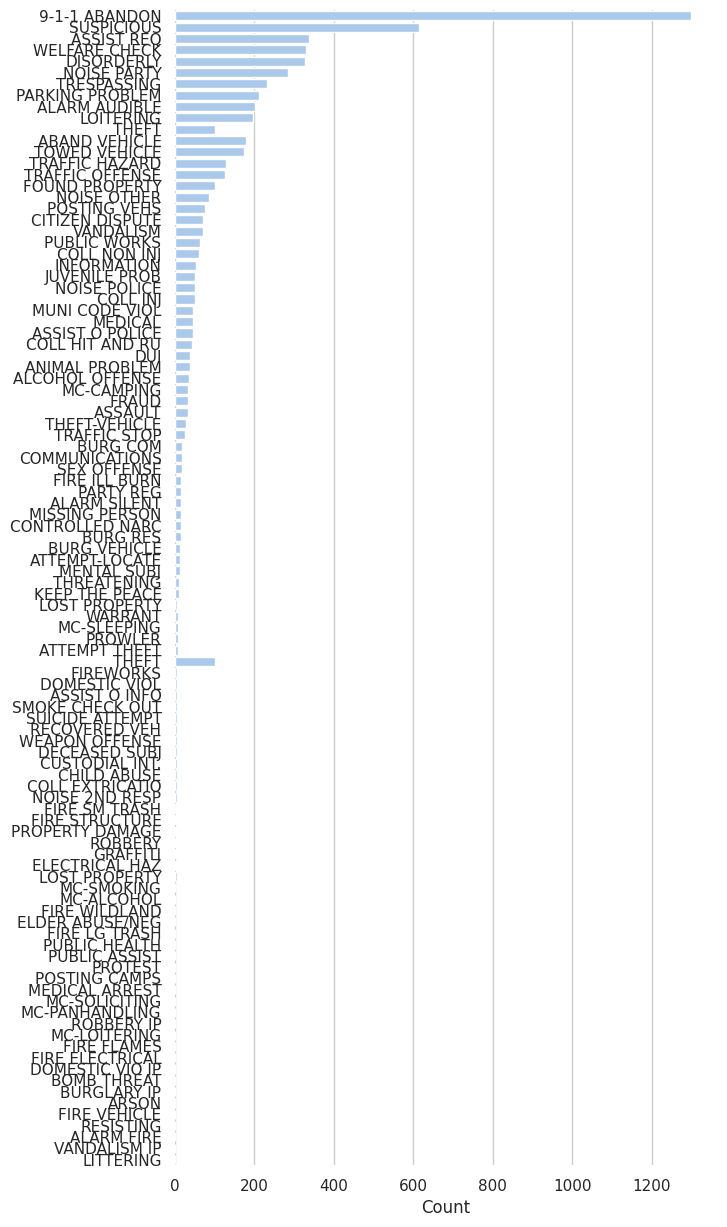 9-1-1 ABANDON
SUSPICIOUS
ASSIST REQ
WELFARE CHECK
DISORDERLY
NOISE PARTY
TRESPASSING
PARKING PROBLEM
ALARM AUDIBLE
LOITERING
THEFT
ABAND VEHICLE
TOWED VEHICLE
TRAFFIC HAZARD
TRAFFIC OFFENSE
FOUND PROPERTY
NOISE OTHER
POSTING VEHS
CITIZEN DISPUTE
VANDALISM
PUBLIC WORKS
COLL NON INJ
INFORMATION
JUVENILE PROB
NOISE POLICE
COLL INJ
MUNI CODE VIOL
MEDICAL
ASSIST O POLICE
COLL HIT AND RU
DUI
ANIMAL PROBLEM
ALCOHOL OFFENSE
MC-CAMPING
FRAUD
ASSAULT
THEFT-VEHICLE
TRAFFIC STOP
BURG COM
COMMUNICATIONS
SEX OFFENSE
FIRE ILL BURN
PARTY REG
ALARM SILENT
MISSING PERSON
CONTROLLED NARC
BURG RES
BURG VEHICLE
ATTEMPT-LOCATE
MENTAL SUBJ
THREATENING
KEEP THE PEACE
LOST PROPERTY
WARRANT
MC-SLEEPING
PROWLER
ATTEMPT THEFT
THEFT
FIREWORKS
DOMESTIC VIOL
ASSIST O INFO
SMOKE CHECK OUT
SUICIDE ATTEMPT
RECOVERED VEH
WEAPON OFFENSE
DECEASED SUBJ
CUSTODIAL INT.
CHILD ABUSE
COLL EXTRICATIO
NOISE 2ND RESP
FIRE SM TRASH
FIRE STRUCTURE
PROPERTY DAMAGE
ROBBERY
GRAFFITI
ELECTRICAL HAZ
LOST PROPERTY
MC-SMOKING
MC-ALCOHOL
FIRE WILDLAND
ELDER ABUSE/NEG
FIRE LG TRASH
PUBLIC HEALTH
PUBLIC ASSIST
PROTEST
POSTING CAMPS
MEDICAL ARREST
MC-SOLICITING
MC-PANHANDLING
ROBBERY IP
MC-LOITERING
FIRE FLAMES
FIRE ELECTRICAL
DOMESTIC VIO IP
BOMB THREAT
BURGLARY IP
ARSON
FIRE VEHICLE
RESISTING
ALARM FIRE
VANDALISM IP
LITTERING
0 200 400 600 800 1000 1200
Count